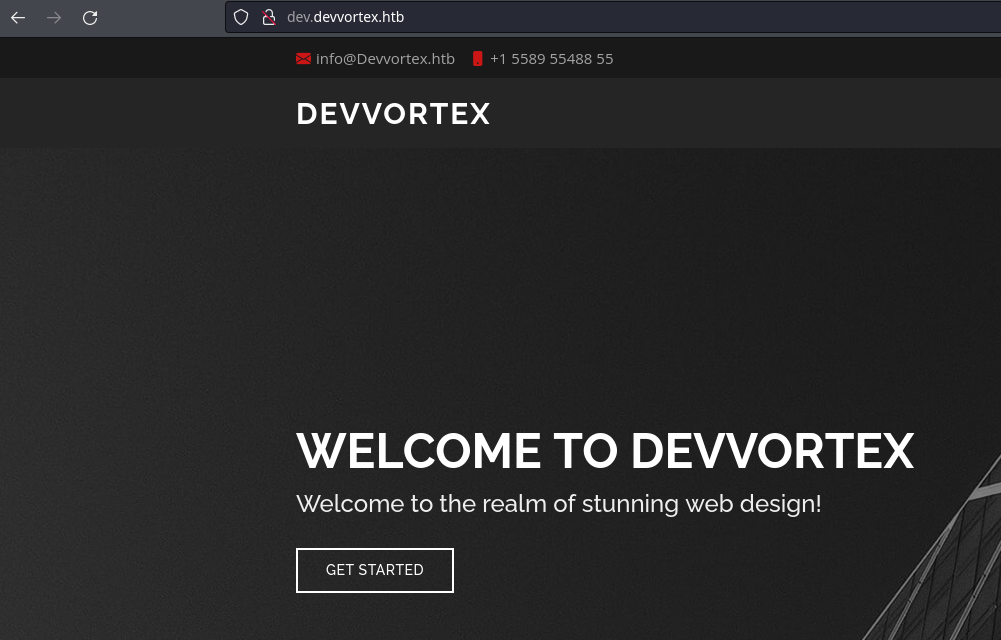 dev.devvortex.htb
info@Devvortex.htb +1 5589 55488 55
DEVVORTEX
WELCOME TO DEVVORTEX
Welcome to the realm of stunning web design!
GET STARTED